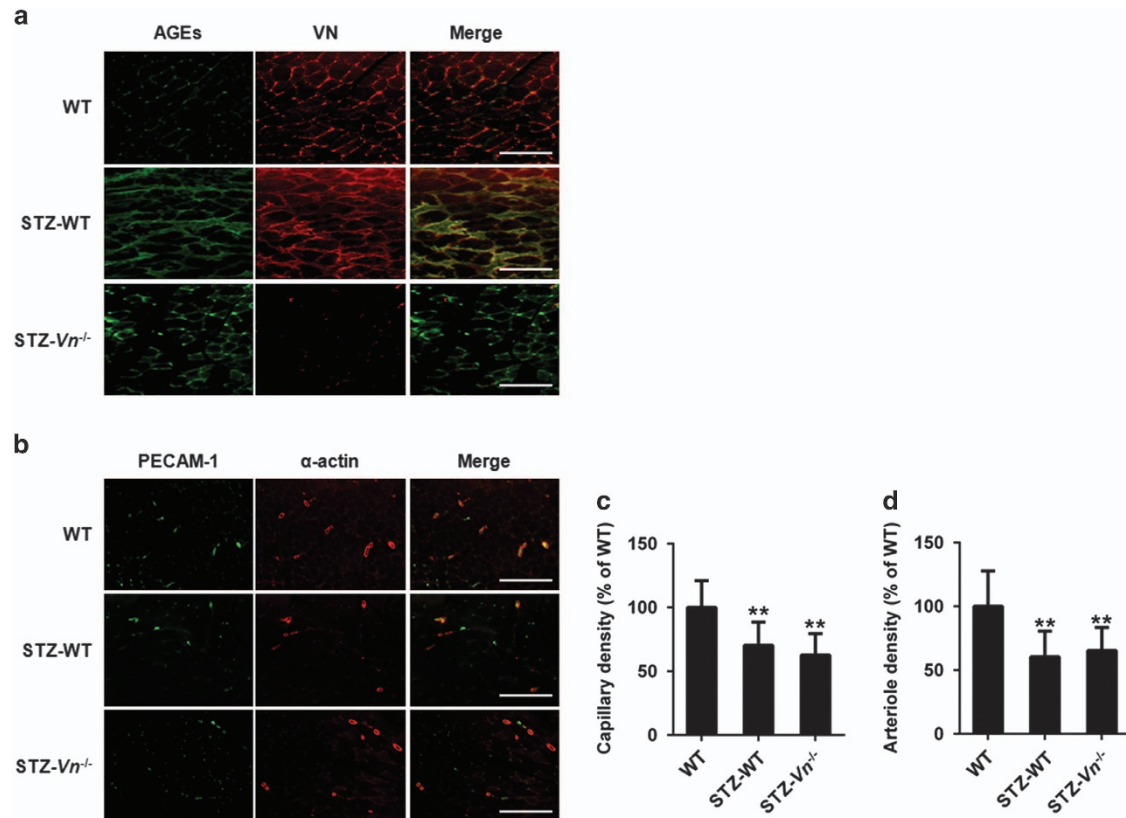 a
AGEs VN Merge
WT
STZ-WT
STZ-Vn-/-
b
PECAM-1 α-actin Merge
WT
STZ-WT
STZ-Vn-/-
c
Capillary density (% of WT)
150
100
50
0
** **
WT STZ-WT STZ-Vn-/-
d
Arteriole density (% of WT)
150
100
50
0
** **
WT STZ-WT STZ-Vn-/-